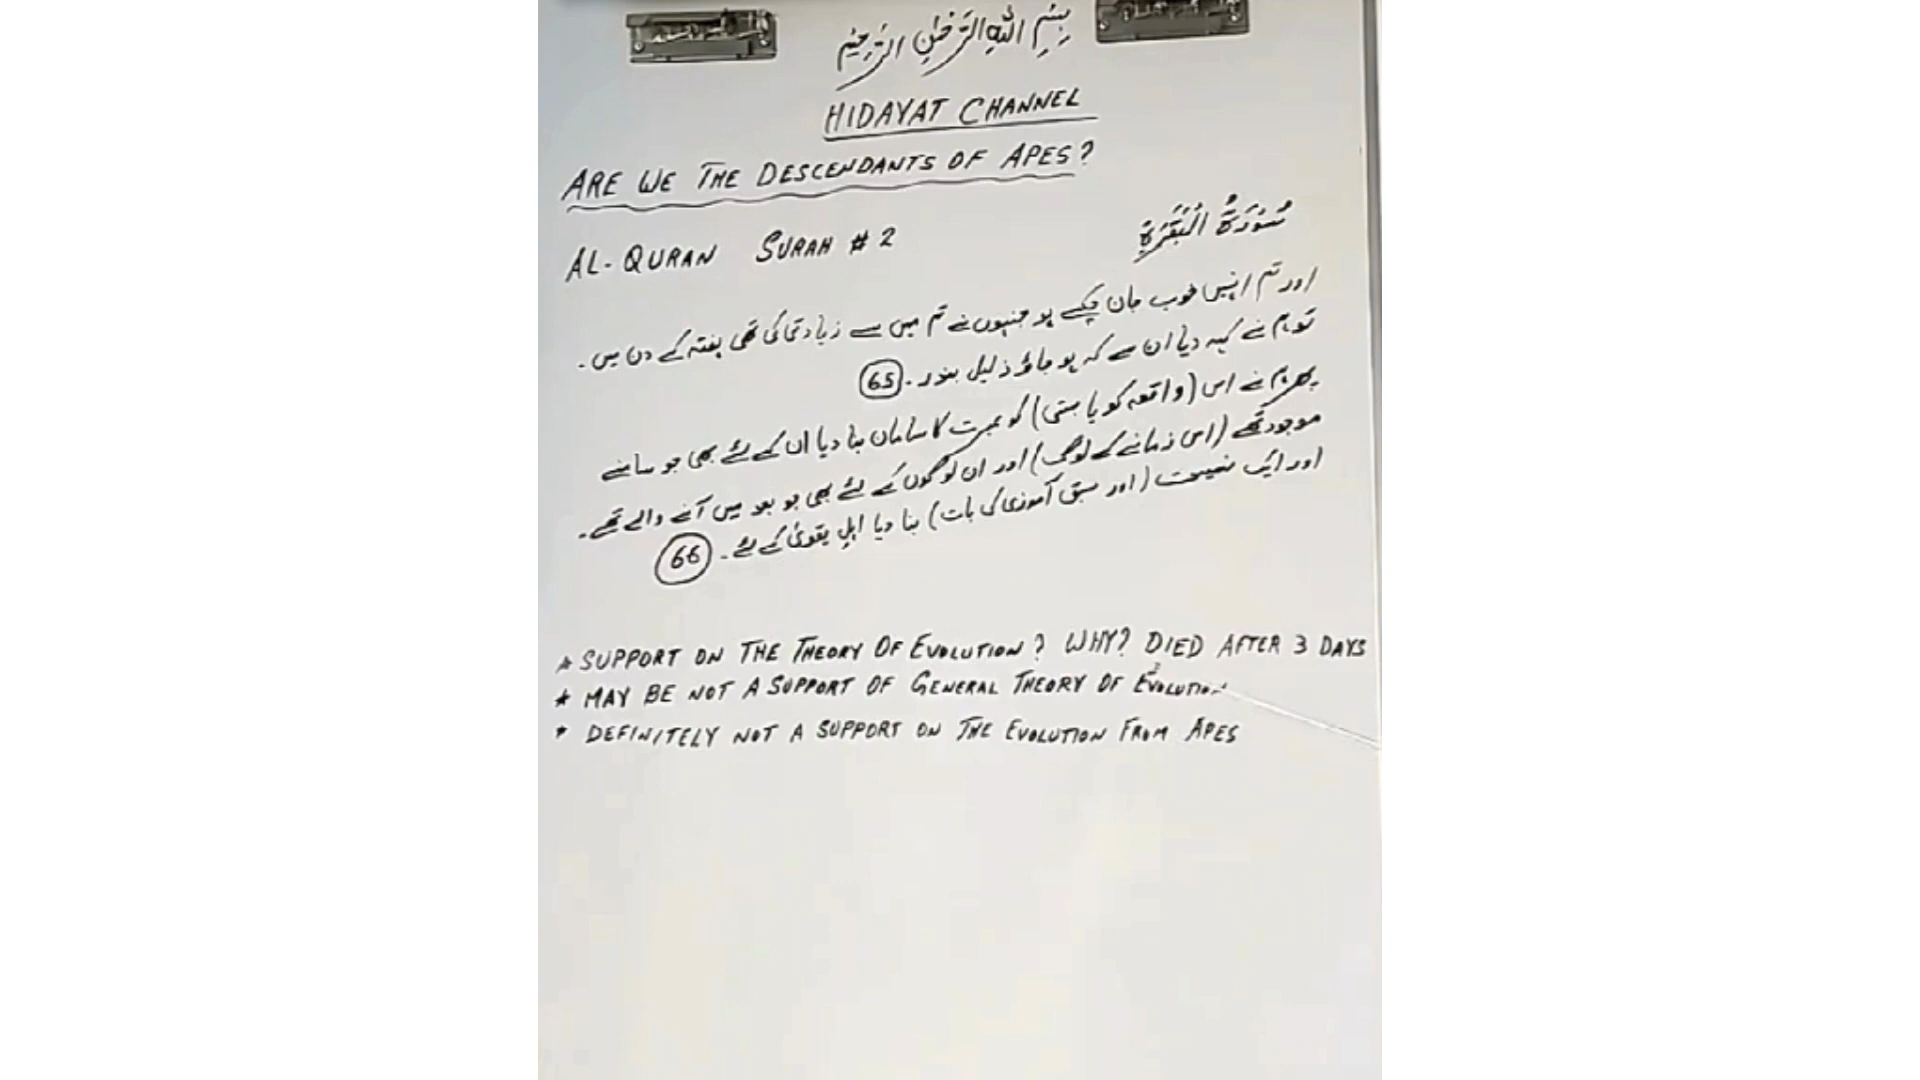 بِسْمِ اللهِ الرَّحْمٰنِ الرَّحِيْمِ
HIDAYAT CHANNEL
ARE WE THE DESCENDANTS OF APES?
AL-QURAN SURAH # 2 سُوْرَةُ الْبَقَرَةِ
اور تم انہیں خوب جان چکے ہو جنہوں نے تم میں سے زیادتی کی تھی ہفتہ کے دن میں۔
تو ہم نے کہہ دیا ان سے کہ ہو جاؤ ذلیل بندر۔ 65
پھر ہم نے اس (واقعہ کو یا بستی) کو عبرت کا سامان بنا دیا ان کے لئے بھی جو سامنے
موجود تھے (اس زمانے کے لوگ) اور ان لوگوں کے لئے بھی جو بعد میں آنے والے تھے۔
اور ایک نصیحت (اور سبق آموزی کی بات) بنا دیا اہلِ یقویٰ کے لئے۔ 66
* SUPPORT ON THE THEORY OF EVOLUTION? WHY? DIED AFTER 3 DAYS
* MAY BE NOT A SUPPORT OF GENERAL THEORY OF EVOLUTION
* DEFINITELY NOT A SUPPORT ON THE EVOLUTION FROM APES